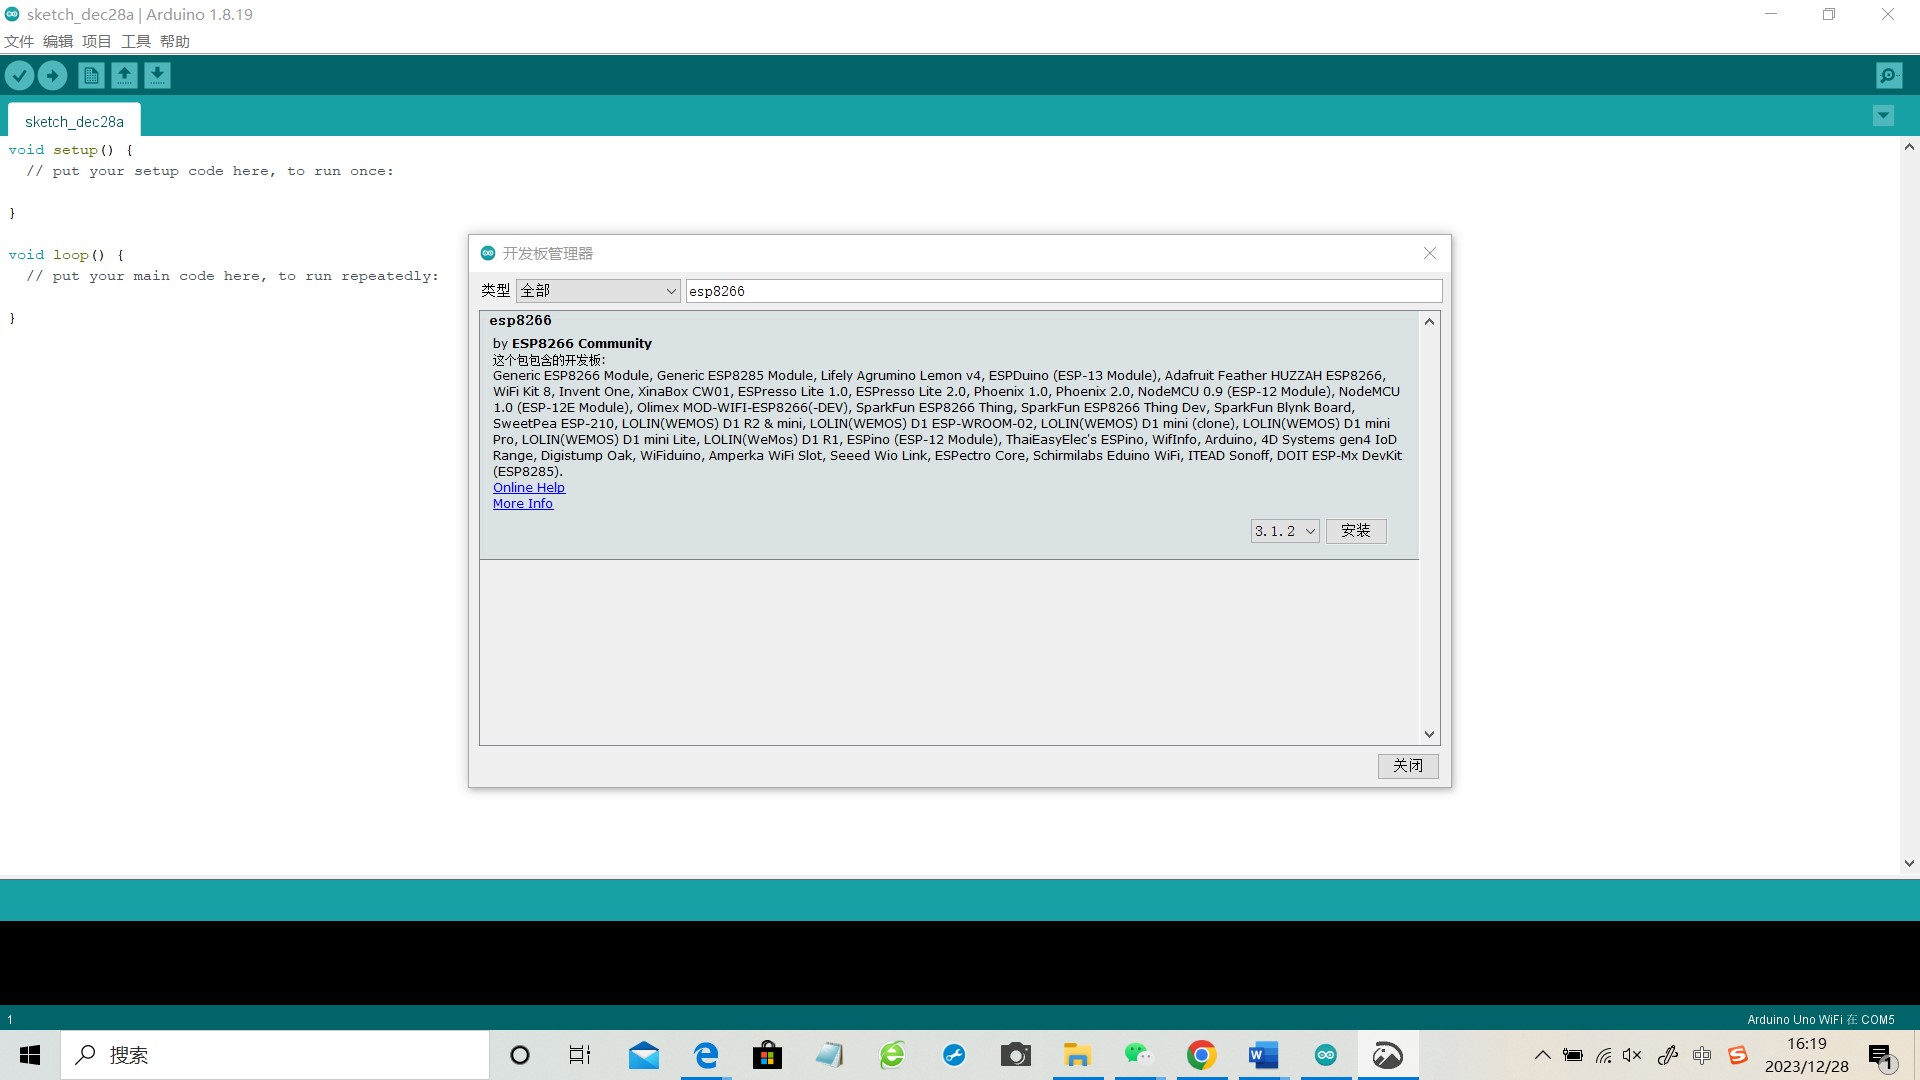 sketch_dec28a | Arduino 1.8.19
文件 编辑 项目 工具 帮助
sketch_dec28a
void setup() {
// put your setup code here, to run once:
}
void loop() {
// put your main code here, to run repeatedly:
}
开发板管理器
类型 全部 esp8266
esp8266
by ESP8266 Community
这个包包含的开发板:
Generic ESP8266 Module, Generic ESP8285 Module, Lifely Agrumino Lemon v4, ESPDuino (ESP-13 Module), Adafruit Feather HUZZAH ESP8266,
WiFi Kit 8, Invent One, XinaBox CW01, ESPresso Lite 1.0, ESPresso Lite 2.0, Phoenix 1.0, Phoenix 2.0, NodeMCU 0.9 (ESP-12 Module), NodeMCU
1.0 (ESP-12E Module), Olimex MOD-WIFI-ESP8266(-DEV), SparkFun ESP8266 Thing, SparkFun ESP8266 Thing Dev, SparkFun Blynk Board,
SweetPea ESP-210, LOLIN(WEMOS) D1 R2 & mini, LOLIN(WEMOS) D1 ESP-WROOM-02, LOLIN(WEMOS) D1 mini (clone), LOLIN(WEMOS) D1 mini
Pro, LOLIN(WEMOS) D1 mini Lite, LOLIN(WeMos) D1 R1, ESPino (ESP-12 Module), ThaiEasyElec's ESPino, WifInfo, Arduino, 4D Systems gen4 IoD
Range, Digistump Oak, WiFiduino, Amperka WiFi Slot, Seeed Wio Link, ESPectro Core, Schirmilabs Eduino WiFi, ITEAD Sonoff, DOIT ESP-Mx DevKit
(ESP8285).
Online Help
More Info
3.1.2 安装
关闭
1 Arduino Uno WiFi 在 COM5
搜索
中
16:19
2023/12/28
1